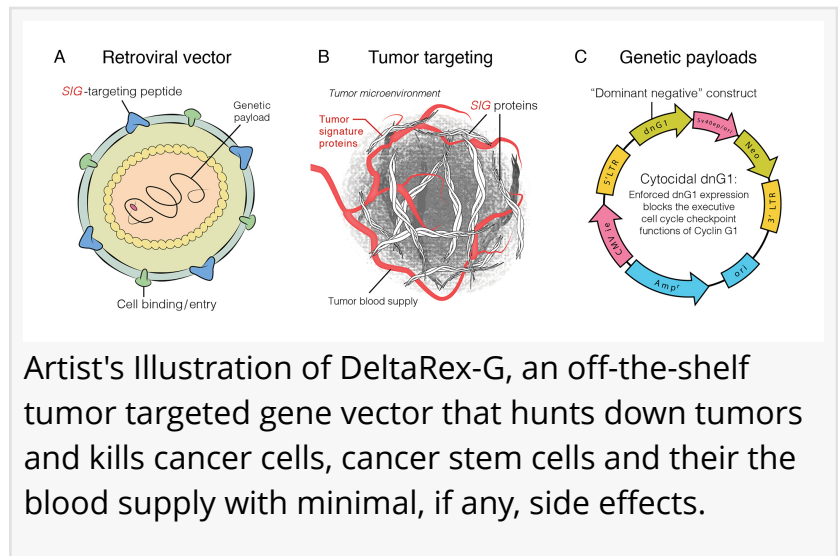 A Retroviral vector
SIG-targeting peptide
Genetic
payload
Cell binding/entry
B Tumor targeting
Tumor microenvironment
SIG proteins
Tumor
signature
proteins
Tumor blood supply
C Genetic payloads
“Dominant negative” construct
dnG1
Sv40ep/ori
Neo
3' LTR
ori
Ampr
CMV ie
5'LTR
Cytocidal dnG1:
Enforced dnG1 expression
blocks the executive
cell cycle checkpoint
functions of Cyclin G1
Artist's Illustration of DeltaRex-G, an off-the-shelf
tumor targeted gene vector that hunts down tumors
and kills cancer cells, cancer stem cells and their the
blood supply with minimal, if any, side effects.